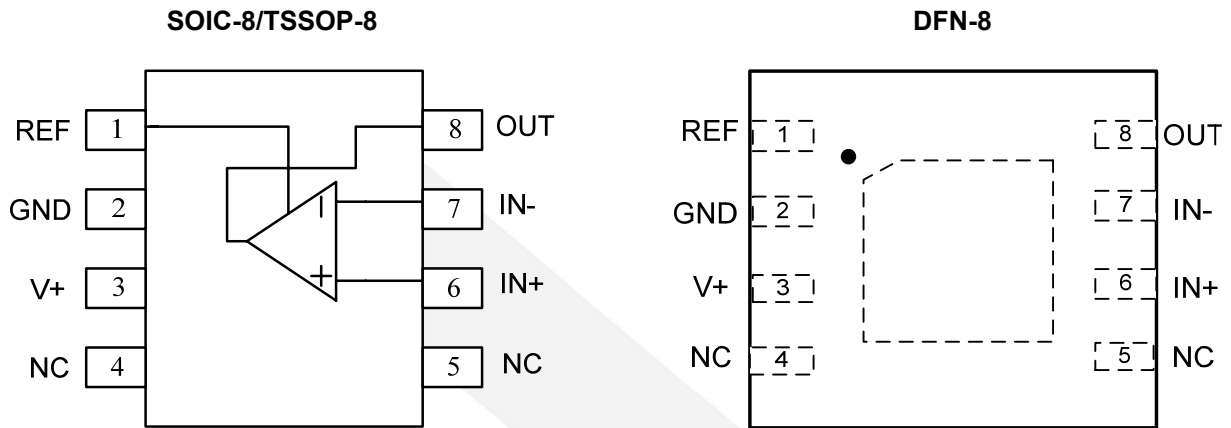 SOIC-8/TSSOP-8
REF 1 8 OUT
GND 2 7 IN-
V+ 3 6 IN+
NC 4 5 NC
− +
DFN-8
REF 1 8 OUT
GND 2 7 IN-
V+ 3 6 IN+
NC 4 5 NC